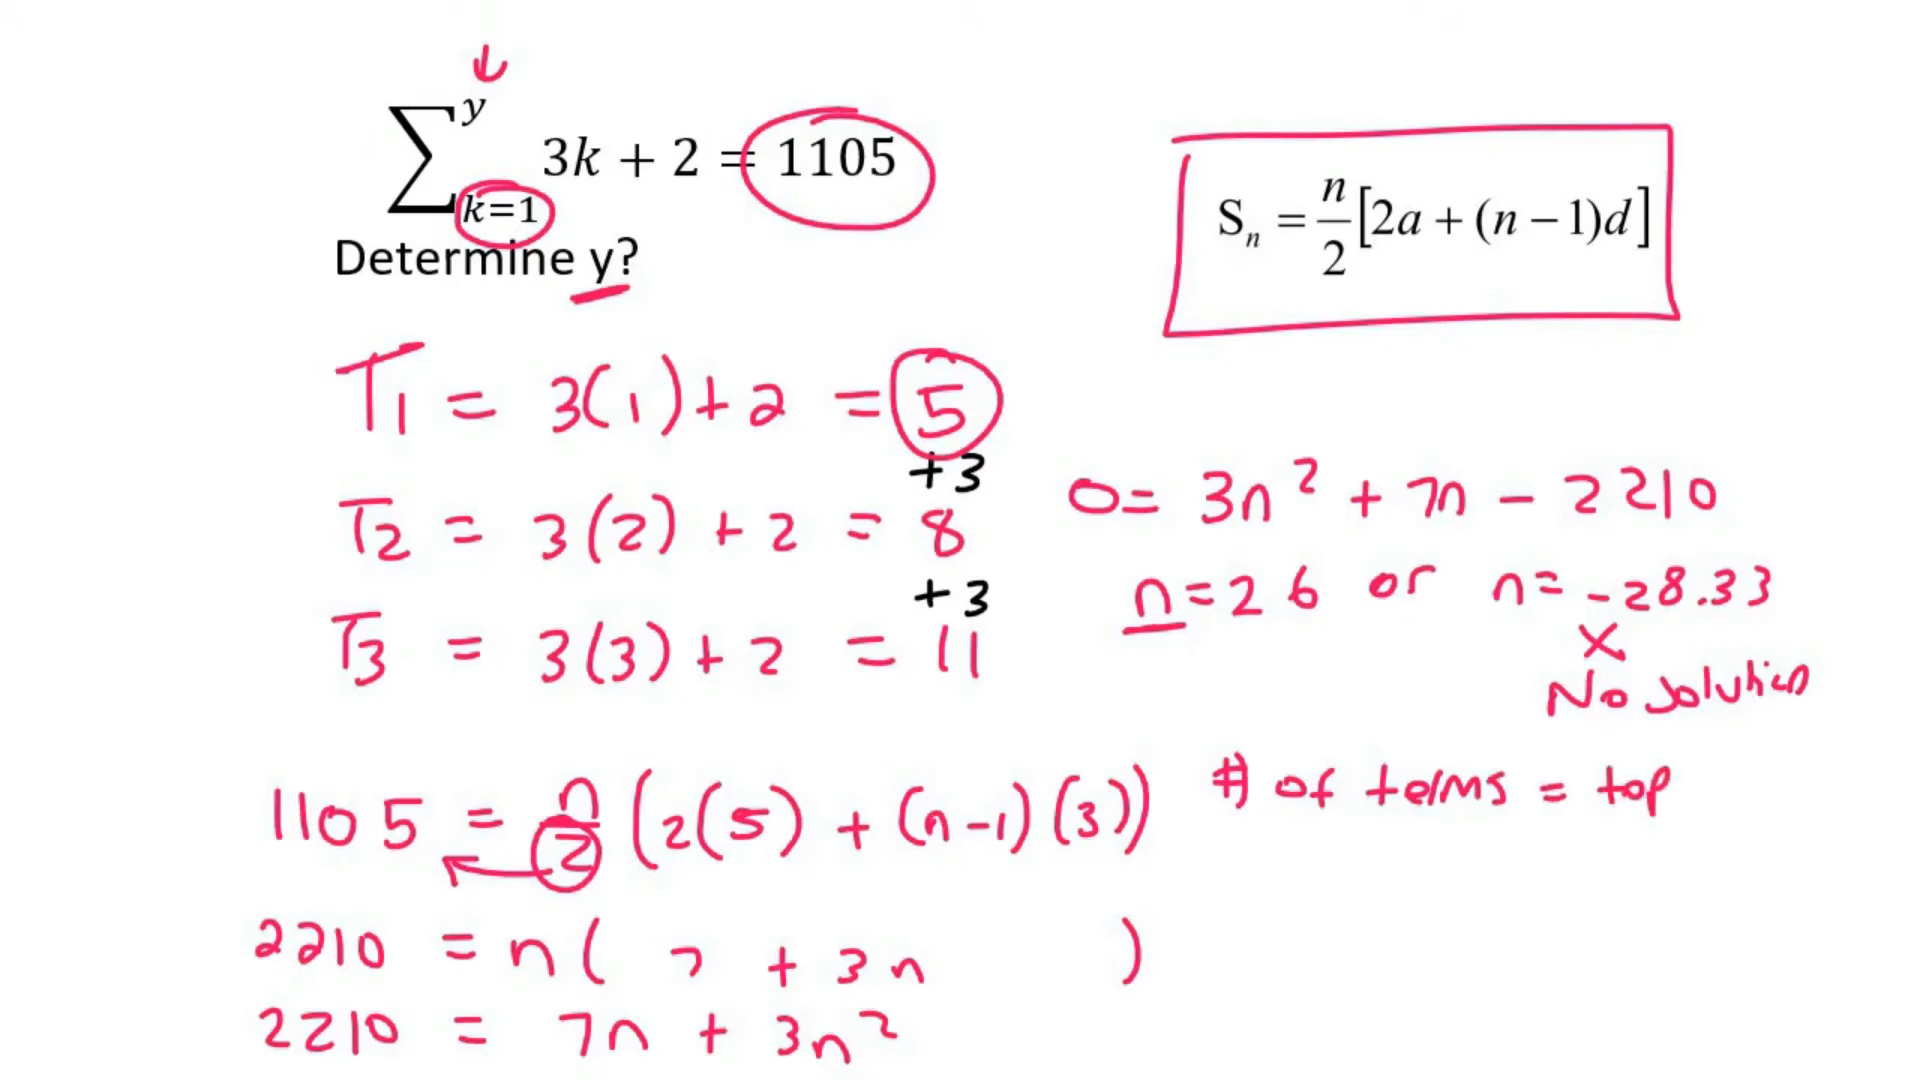 y
∑ 3k + 2 = 1105
k=1
Determine y?
Sₙ = n/2 [2a + (n − 1)d]
T1 = 3(1) + 2 = 5
+3
T2 = 3(2) + 2 = 8
+3
T3 = 3(3) + 2 = 11
1105 = n/2 (2(5) + (n-1)(3))
2210 = n( 7 + 3n )
2210 = 7n + 3n²
0 = 3n² + 7n - 2210
n = 26 or n = -28.33
X
No solution
# of terms = top